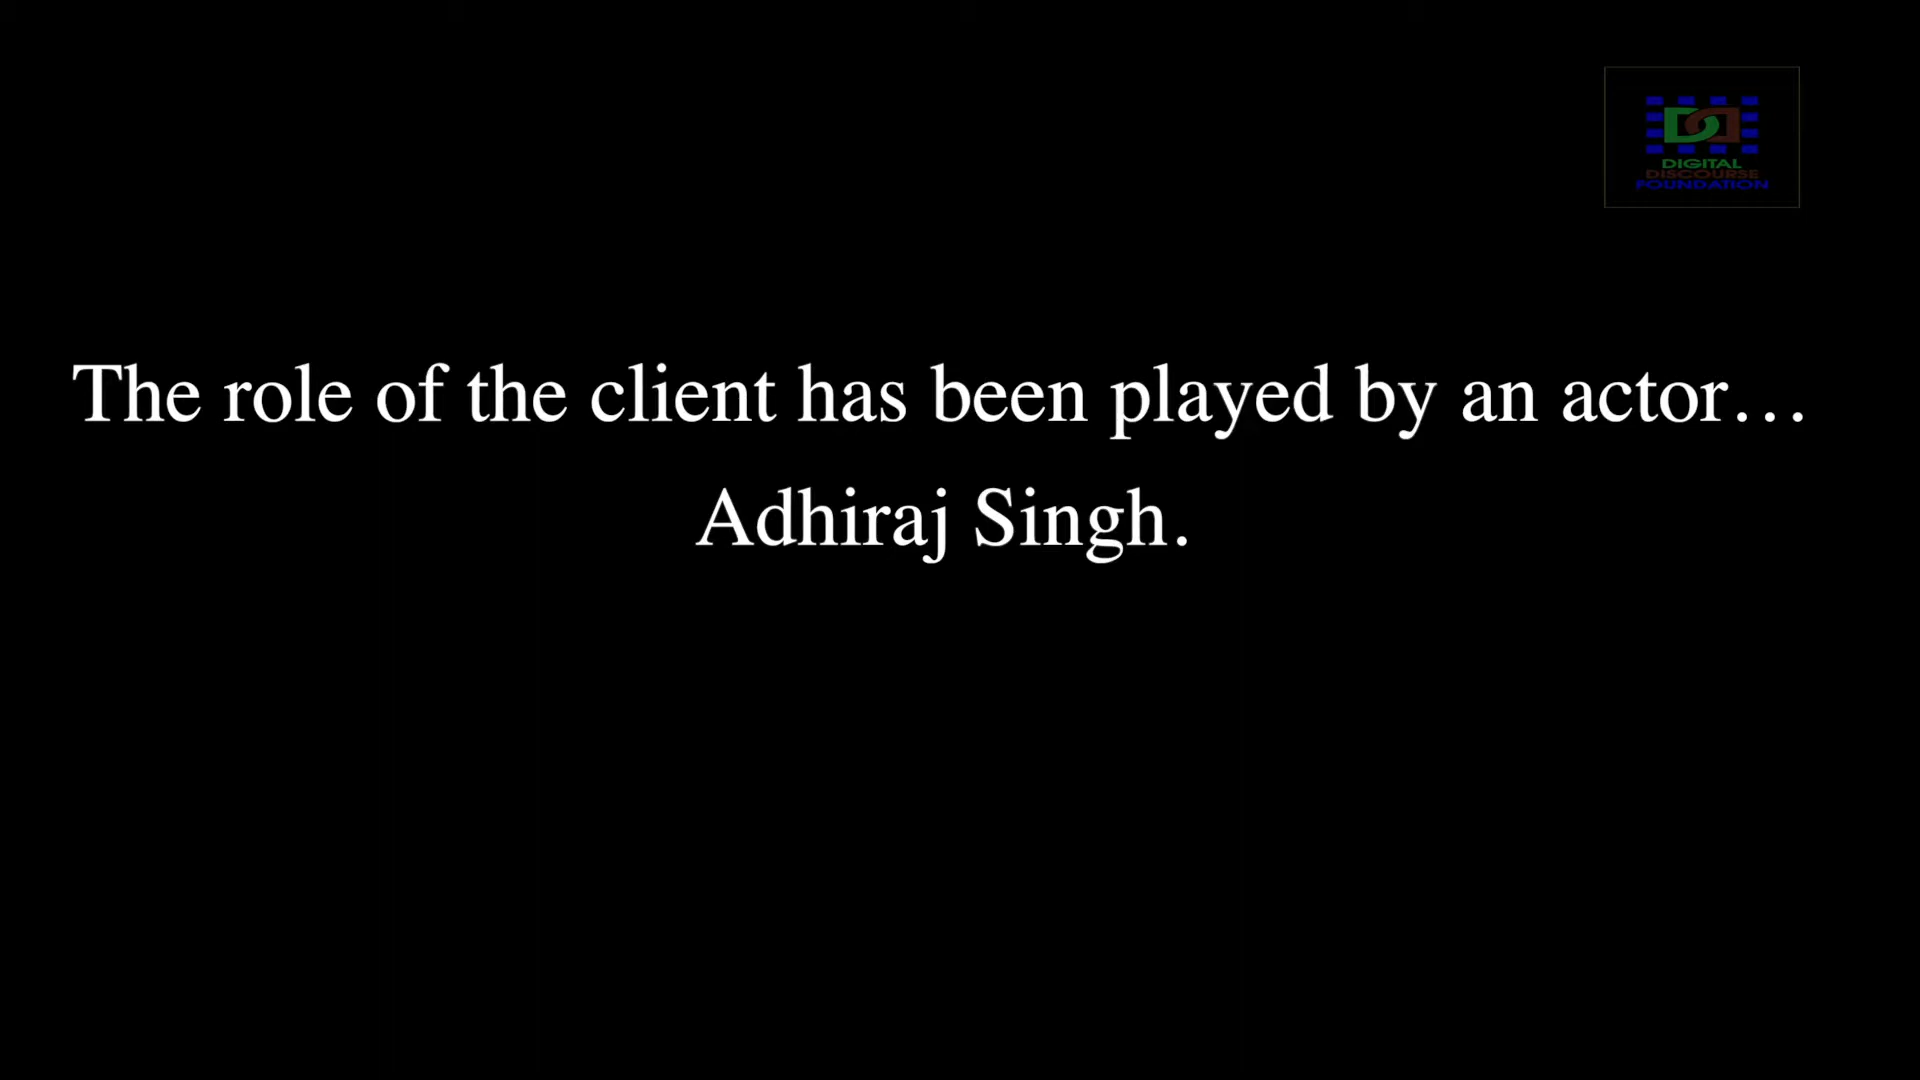 DIGITAL
DISCOURSE
FOUNDATION
The role of the client has been played by an actor…
Adhiraj Singh.